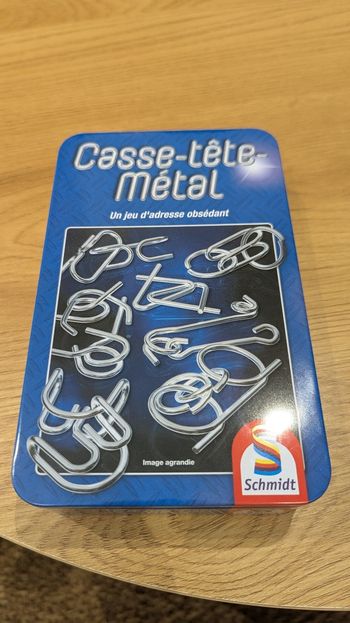 Casse-tête-
Métal
Un jeu d'adresse obsédant
Image agrandie
Schmidt